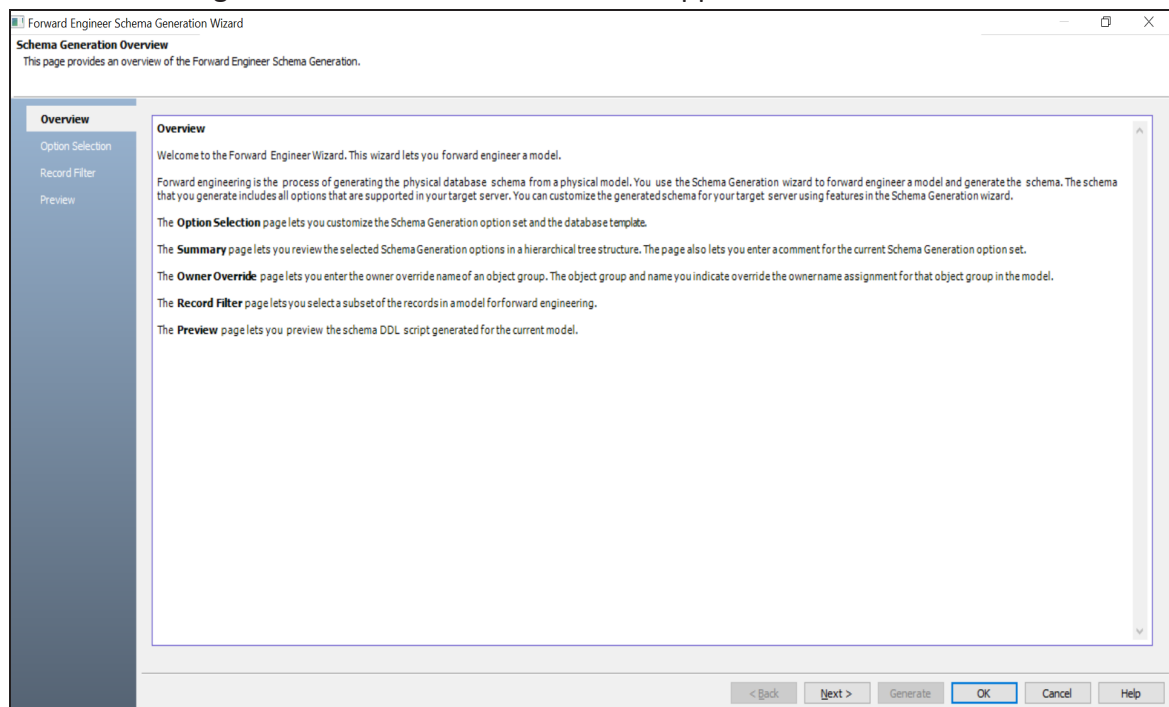 Forward Engineer Schema Generation Wizard
Schema Generation Overview
This page provides an overview of the Forward Engineer Schema Generation.
Overview
Option Selection
Record Filter
Preview
Overview
Welcome to the Forward Engineer Wizard. This wizard lets you forward engineer a model.
Forward engineering is the process of generating the physical database schema from a physical model. You use the Schema Generation wizard to forward engineer a model and generate the schema. The schema
that you generate includes all options that are supported in your target server. You can customize the generated schema for your target server using features in the Schema Generation wizard.
The Option Selection page lets you customize the Schema Generation option set and the database template.
The Summary page lets you review the selected Schema Generation options in a hierarchical tree structure. The page also lets you enter a comment for the current Schema Generation option set.
The Owner Override page lets you enter the owner override name of an object group. The object group and name you indicate override the owner name assignment for that object group in the model.
The Record Filter page lets you select a subset of the records in a model for forward engineering.
The Preview page lets you preview the schema DDL script generated for the current model.
< Back Next > Generate OK Cancel Help